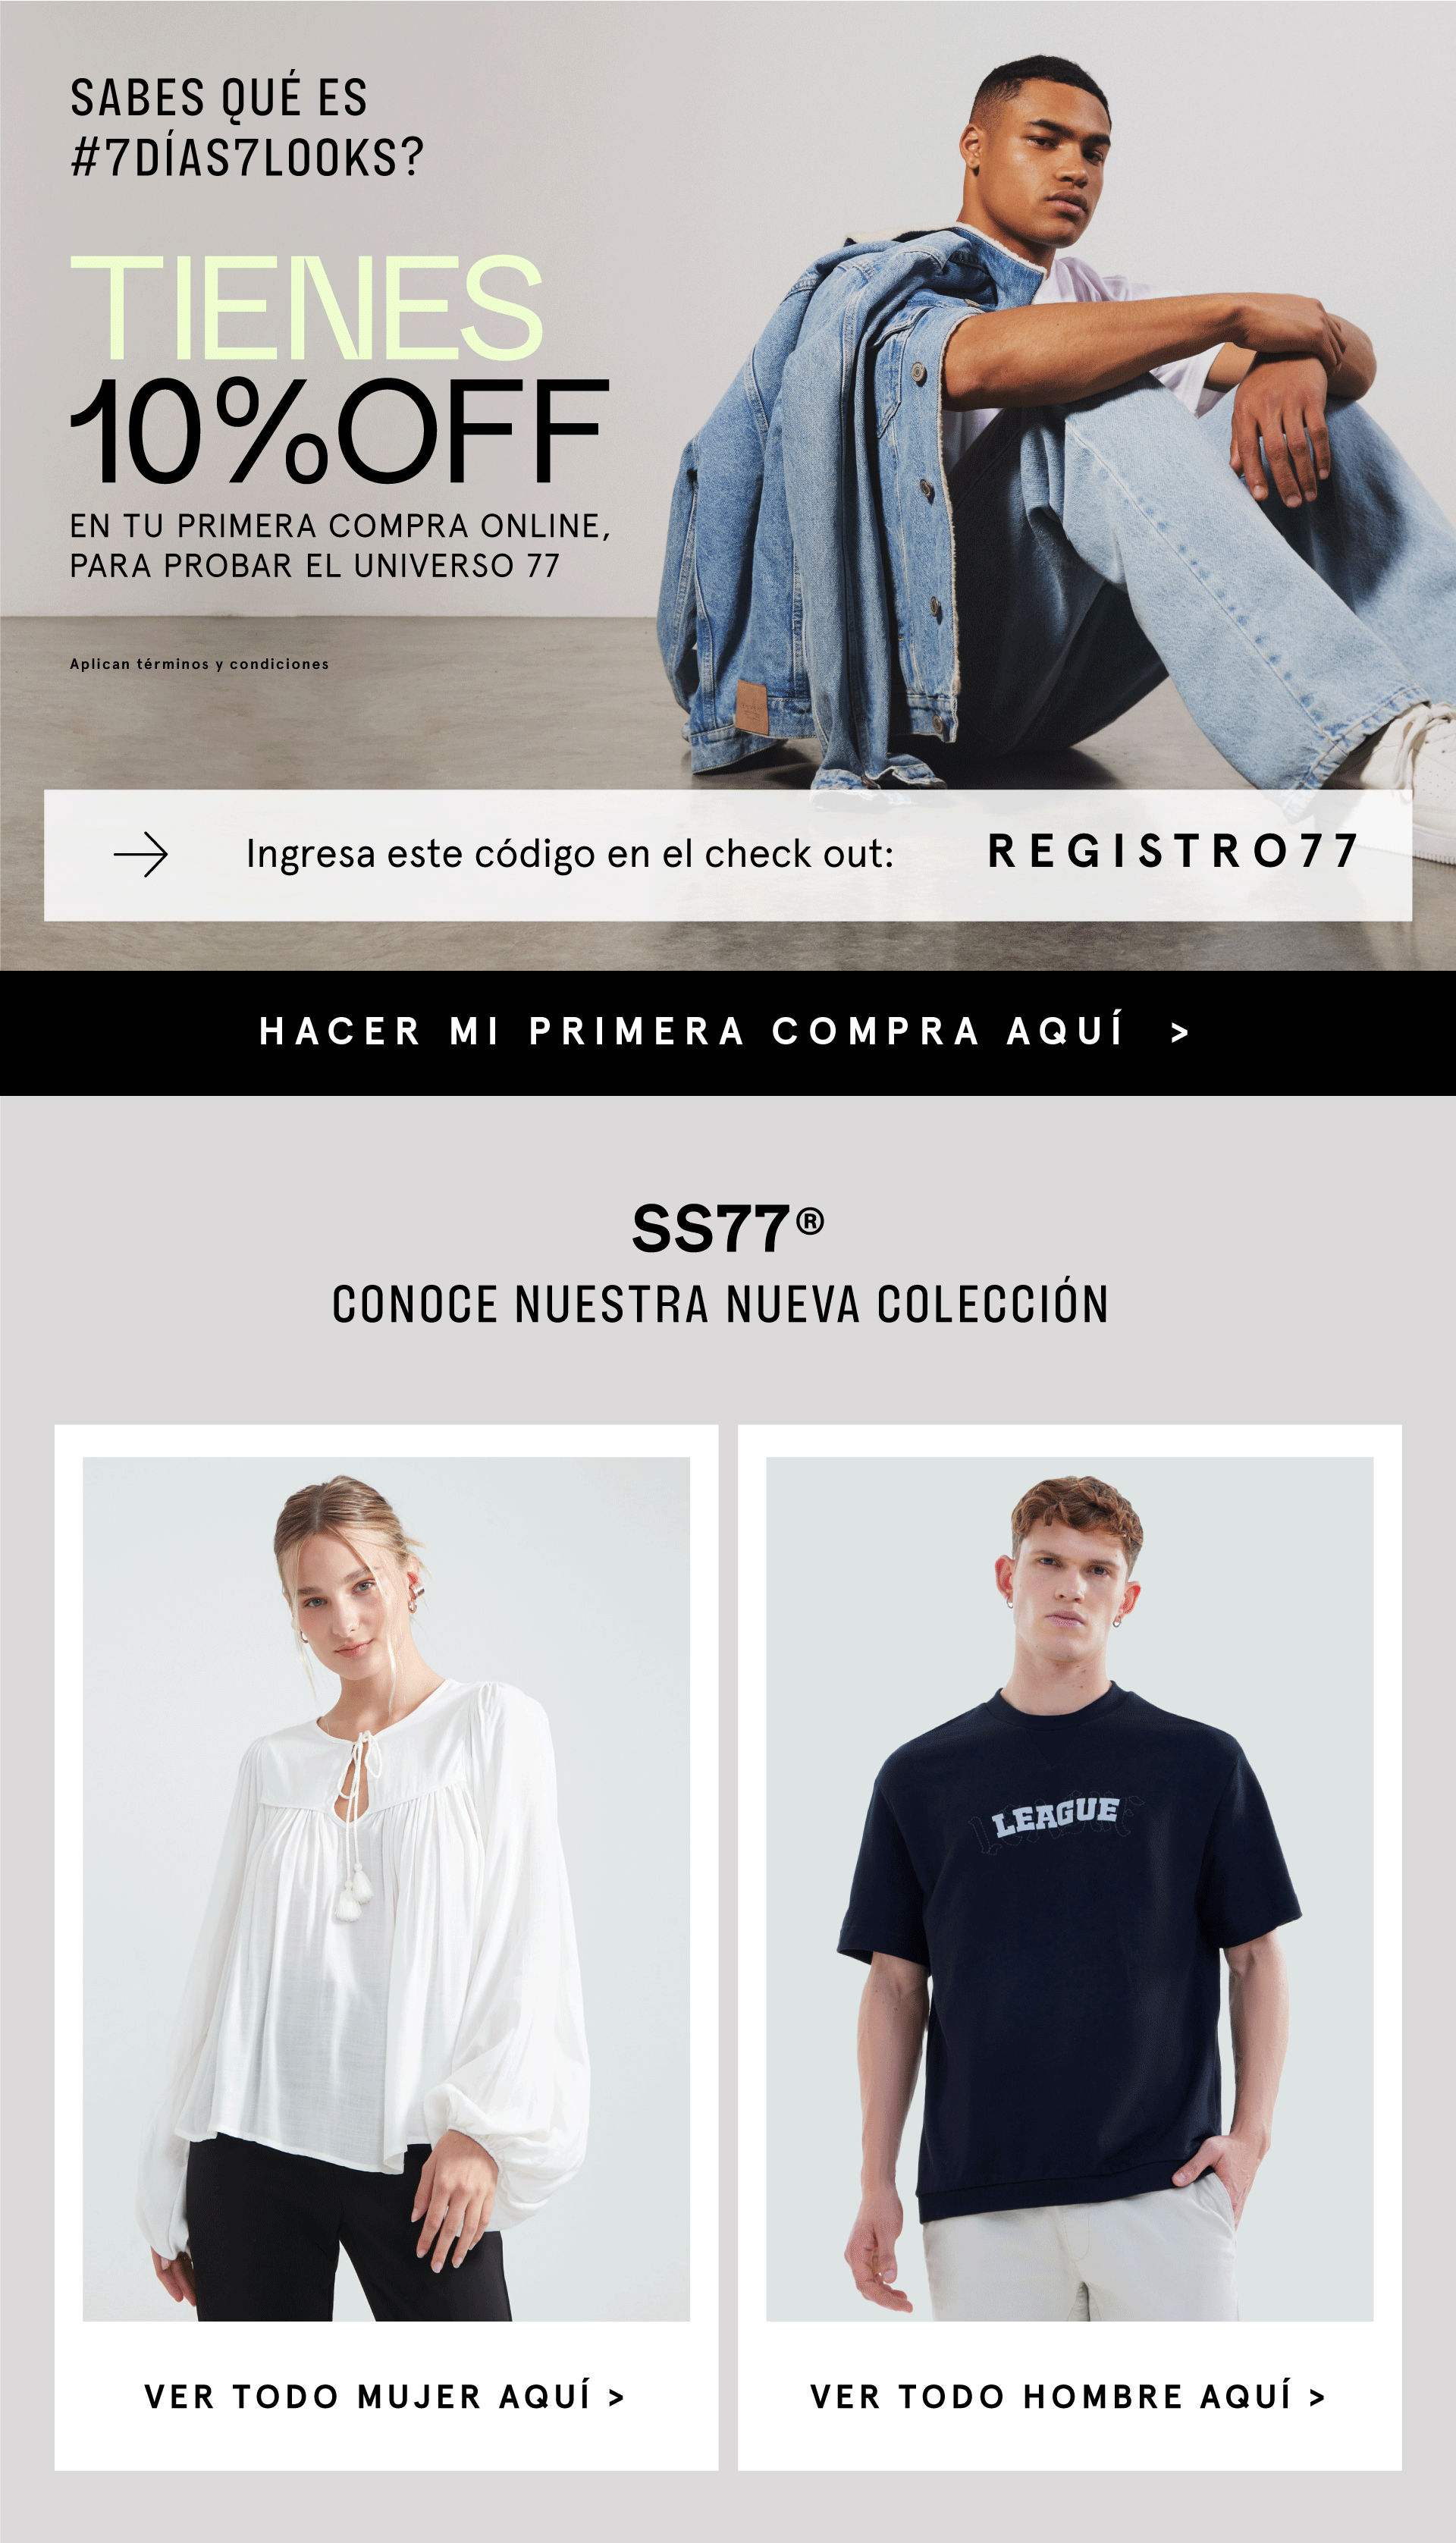 SABES QUÉ ES
#7DÍAS7LOOKS?
TIENES
10%OFF
EN TU PRIMERA COMPRA ONLINE,
PARA PROBAR EL UNIVERSO 77
Aplican términos y condiciones
Ingresa este código en el check out: REGISTRO77
HACER MI PRIMERA COMPRA AQUÍ >
SS77®
CONOCE NUESTRA NUEVA COLECCIÓN
LEAGUE
VER TODO MUJER AQUÍ >
VER TODO HOMBRE AQUÍ >